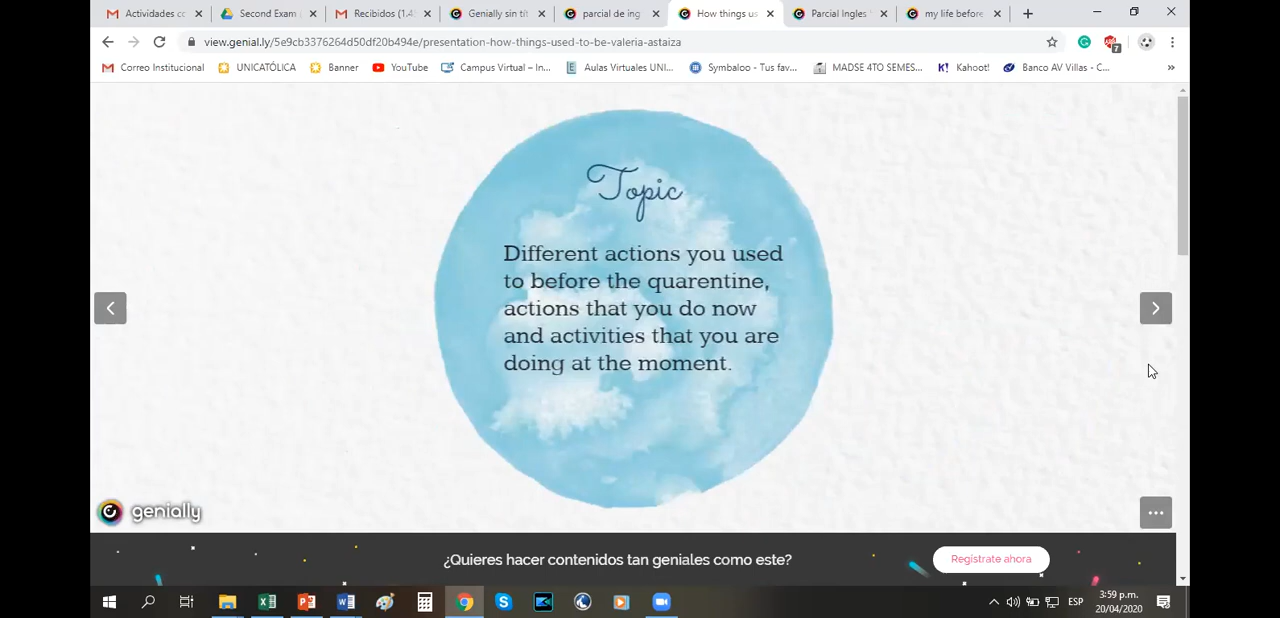 Actividades cc
Second Exam
Recibidos (1.43
Genially sin tít
parcial de ing
How things us
Parcial Ingles
my life before
view.genial.ly/5e9cb3376264d50df20b494e/presentation-how-things-used-to-be-valeria-astaiza
7
Correo Institucional
UNICATÓLICA
Banner
YouTube
Campus Virtual – In...
Aulas Virtuales UNI...
Symbaloo - Tus fav...
MADSE 4TO SEMES...
Kahoot!
Banco AV Villas - C...
Topic
Different actions you used
to before the quarentine,
actions that you do now
and activities that you are
doing at the moment.
genially
¿Quieres hacer contenidos tan geniales como este?
Regístrate ahora
ESP
3:59 p.m.
20/04/2020